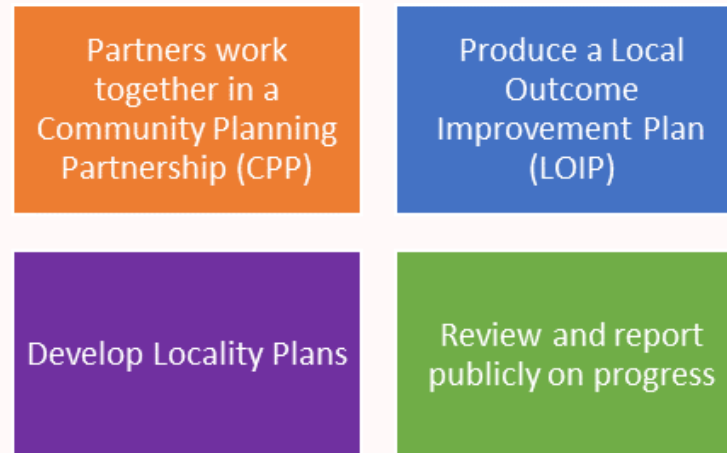 Partners work
together in a
Community Planning
Partnership (CPP)
Produce a Local
Outcome
Improvement Plan
(LOIP)
Develop Locality Plans
Review and report
publicly on progress